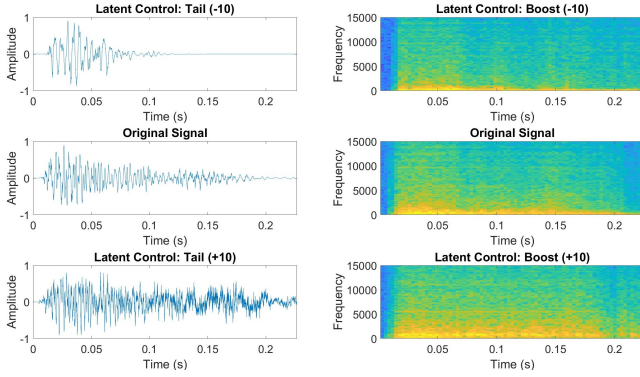 Latent Control: Tail (-10)
1
0
-1
Amplitude
0 0.05 0.1 0.15 0.2
Time (s)
Latent Control: Boost (-10)
15000
10000
5000
0
Frequency
0.05 0.1 0.15 0.2
Time (s)
Original Signal
1
0
-1
Amplitude
0 0.05 0.1 0.15 0.2
Time (s)
Original Signal
15000
10000
5000
0
Frequency
0.05 0.1 0.15 0.2
Time (s)
Latent Control: Tail (+10)
1
0
-1
Amplitude
0 0.05 0.1 0.15 0.2
Time (s)
Latent Control: Boost (+10)
15000
10000
5000
0
Frequency
0.05 0.1 0.15 0.2
Time (s)